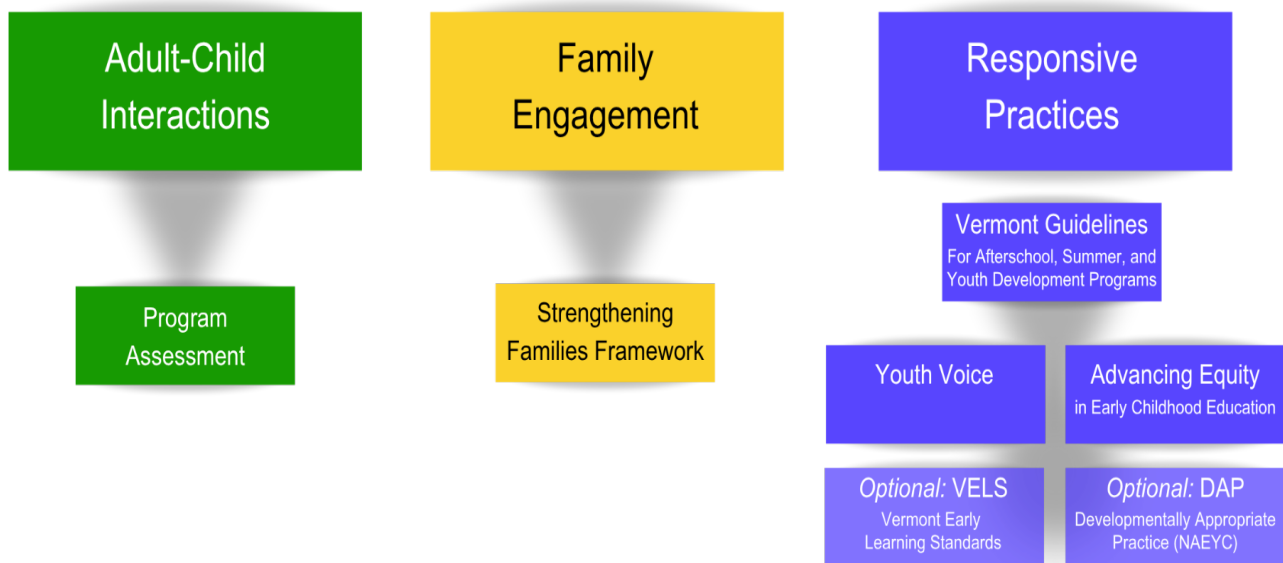 Adult-Child
Interactions
Program
Assessment
Family
Engagement
Strengthening
Families Framework
Responsive
Practices
Vermont Guidelines
For Afterschool, Summer, and
Youth Development Programs
Youth Voice
Advancing Equity
in Early Childhood Education
Optional: VELS
Vermont Early
Learning Standards
Optional: DAP
Developmentally Appropriate
Practice (NAEYC)